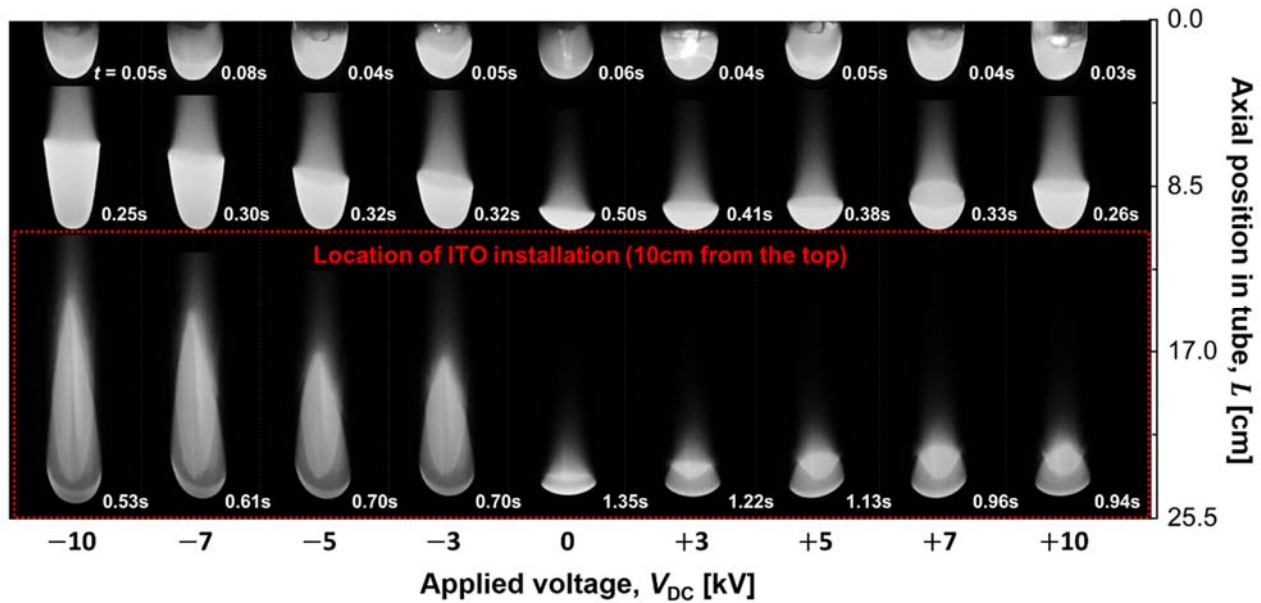 0.0
t = 0.05s 0.08s 0.04s 0.05s 0.06s 0.04s 0.05s 0.04s 0.03s
8.5
0.25s 0.30s 0.32s 0.32s 0.50s 0.41s 0.38s 0.33s 0.26s
Location of ITO installation (10cm from the top)
17.0
0.53s 0.61s 0.70s 0.70s 1.35s 1.22s 1.13s 0.96s 0.94s
25.5
Axial position in tube, L [cm]
−10 −7 −5 −3 0 +3 +5 +7 +10
Applied voltage, VDC [kV]